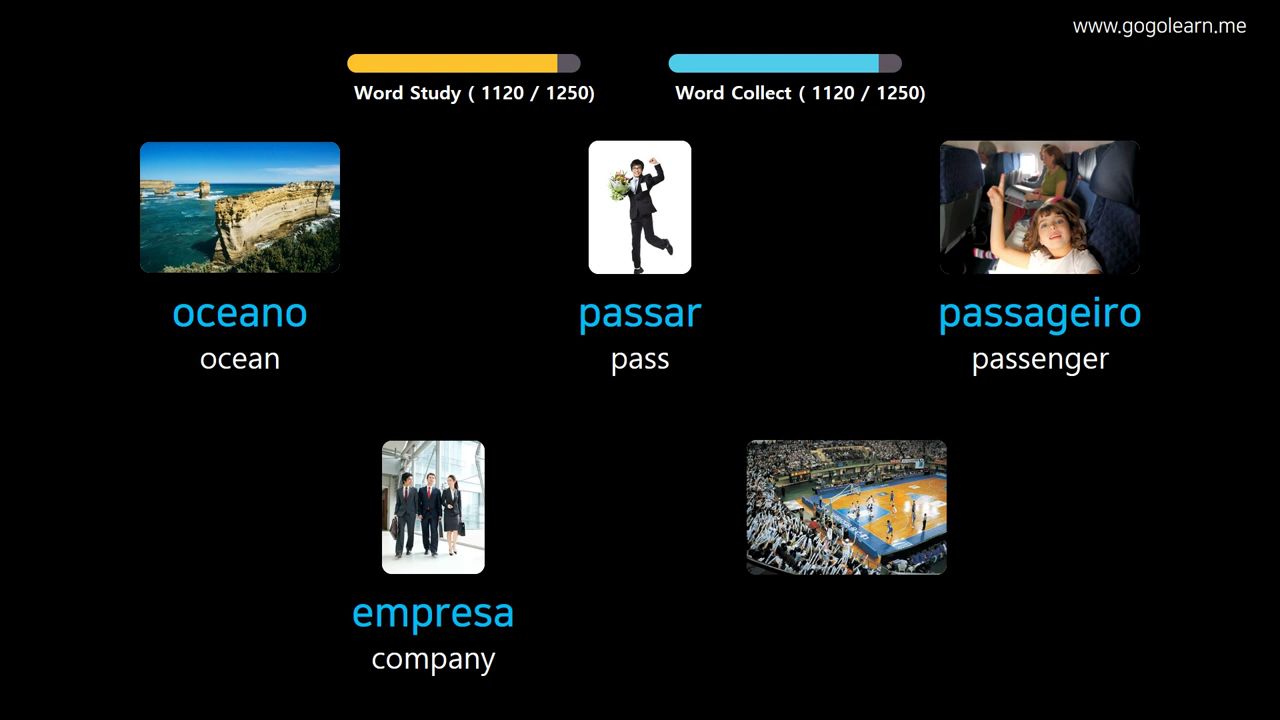 www.gogolearn.me
Word Study ( 1120 / 1250)
Word Collect ( 1120 / 1250)
oceano
ocean
passar
pass
passageiro
passenger
empresa
company